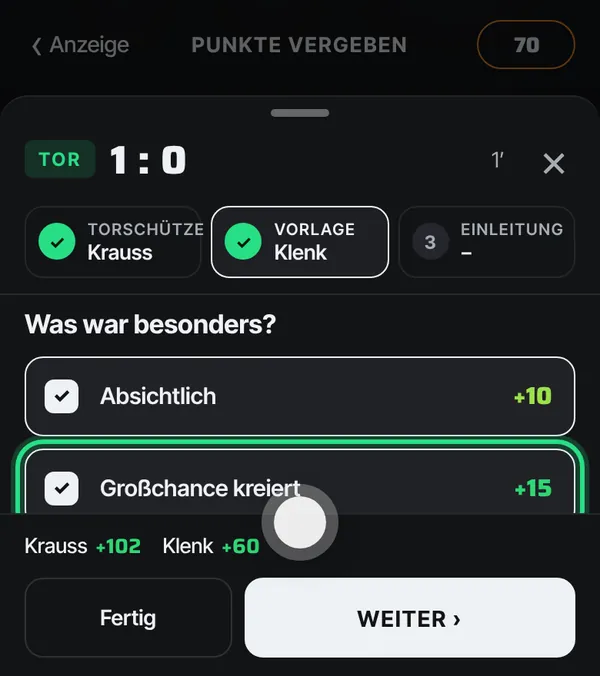 ‹ Anzeige PUNKTE VERGEBEN 70
TOR 1 : 0 1′ ✕
TORSCHÜTZE
Krauss
VORLAGE
Klenk
3 EINLEITUNG
–
Was war besonders?
Absichtlich +10
Großchance kreiert +15
Krauss +102 Klenk +60
Fertig WEITER ›